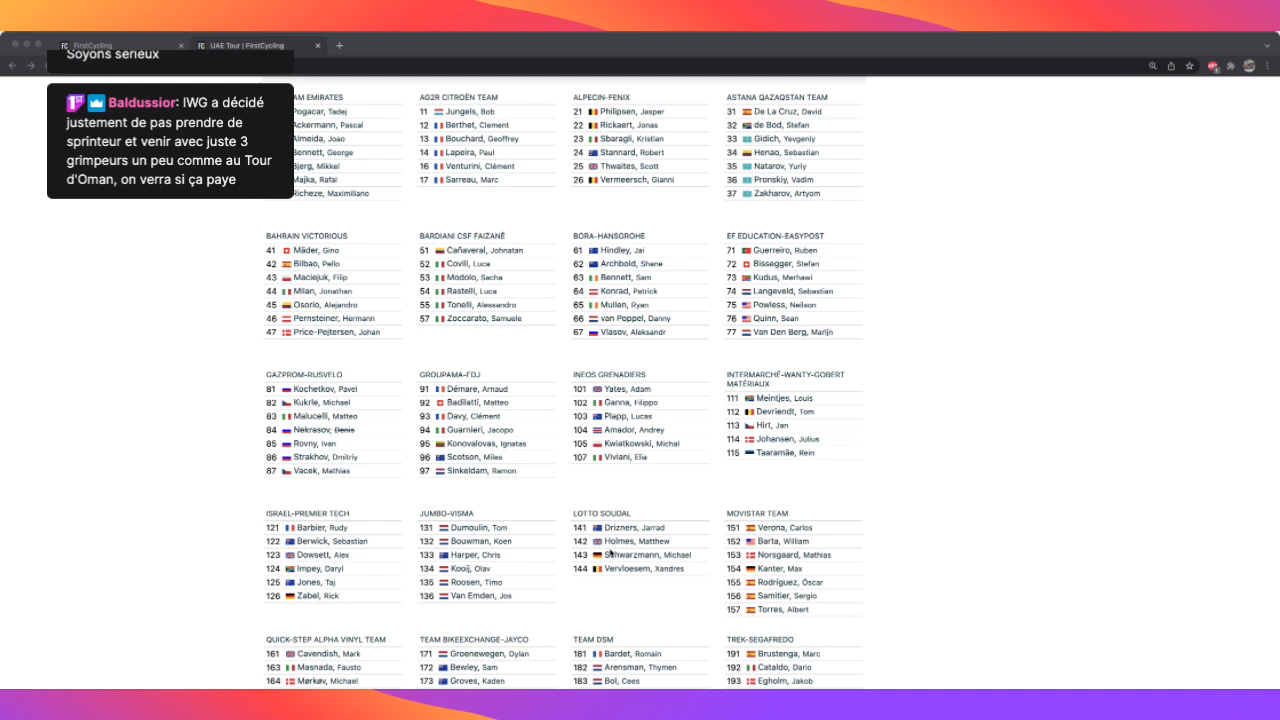 FirstCycling
UAE Tour | FirstCycling
Soyons sérieux
Baldussior: IWG a décidé
justement de pas prendre de
sprinteur et venir avec juste 3
grimpeurs un peu comme au Tour
d'Oman, on verra si ça paye
EMIRATES
Pogacar, Tadej
Ackermann, Pascal
Almeida, Joao
Bennett, George
Bjerg, Mikkel
Majka, Rafal
Richeze, Maximiliano
AG2R CITROËN TEAM
11 Jungels, Bob
12 Berthet, Clement
13 Bouchard, Geoffrey
14 Lapeira, Paul
16 Venturini, Clément
17 Sarreau, Marc
ALPECIN-FENIX
21 Philipsen, Jasper
22 Rickaert, Jonas
23 Sbaragli, Kristian
24 Stannard, Robert
25 Thwaites, Scott
26 Vermeersch, Gianni
ASTANA QAZAQSTAN TEAM
31 De La Cruz, David
32 de Bod, Stefan
33 Gidich, Yevgeniy
34 Henao, Sebastian
35 Natarov, Yuriy
36 Pronskiy, Vadim
37 Zakharov, Artyom
BAHRAIN VICTORIOUS
41 Mäder, Gino
42 Bilbao, Pello
43 Maciejuk, Filip
44 Milan, Jonathan
45 Osorio, Alejandro
46 Pernsteiner, Hermann
47 Price-Pejtersen, Johan
BARDIANI CSF FAIZANÈ
51 Cañaveral, Johnatan
52 Covili, Luca
53 Modolo, Sacha
54 Rastelli, Luca
55 Tonelli, Alessandro
57 Zoccarato, Samuele
BORA-HANSGROHE
61 Hindley, Jai
62 Archbold, Shane
63 Bennett, Sam
64 Konrad, Patrick
65 Mullen, Ryan
66 van Poppel, Danny
67 Vlasov, Aleksandr
EF EDUCATION-EASYPOST
71 Guerreiro, Ruben
72 Bissegger, Stefan
73 Kudus, Merhawi
74 Langeveld, Sebastian
75 Powless, Neilson
76 Quinn, Sean
77 Van Den Berg, Marijn
GAZPROM-RUSVELO
81 Kochetkov, Pavel
82 Kukrle, Michael
83 Malucelli, Matteo
84 Nekrasov, Denis
85 Rovny, Ivan
86 Strakhov, Dmitriy
87 Vacek, Mathias
GROUPAMA-FDJ
91 Démare, Arnaud
92 Badilatti, Matteo
93 Davy, Clément
94 Guarnieri, Jacopo
95 Konovalovas, Ignatas
96 Scotson, Miles
97 Sinkeldam, Ramon
INEOS GRENADIERS
101 Yates, Adam
102 Ganna, Filippo
103 Plapp, Lucas
104 Amador, Andrey
105 Kwiatkowski, Michal
107 Viviani, Elia
INTERMARCHÉ-WANTY-GOBERT
MATÉRIAUX
111 Meintjes, Louis
112 Devriendt, Tom
113 Hirt, Jan
114 Johansen, Julius
115 Taaramäe, Rein
ISRAEL-PREMIER TECH
121 Barbier, Rudy
122 Berwick, Sebastian
123 Dowsett, Alex
124 Impey, Daryl
125 Jones, Taj
126 Zabel, Rick
JUMBO-VISMA
131 Dumoulin, Tom
132 Bouwman, Koen
133 Harper, Chris
134 Kooij, Olav
135 Roosen, Timo
136 Van Emden, Jos
LOTTO SOUDAL
141 Drizners, Jarrad
142 Holmes, Matthew
143 Schwarzmann, Michael
144 Vervloesem, Xandres
MOVISTAR TEAM
151 Verona, Carlos
152 Barta, William
153 Norsgaard, Mathias
154 Kanter, Max
155 Rodríguez, Óscar
156 Samitier, Sergio
157 Torres, Albert
QUICK-STEP ALPHA VINYL TEAM
161 Cavendish, Mark
163 Masnada, Fausto
164 Mørkøv, Michael
TEAM BIKEEXCHANGE-JAYCO
171 Groenewegen, Dylan
172 Bewley, Sam
173 Groves, Kaden
TEAM DSM
181 Bardet, Romain
182 Arensman, Thymen
183 Bol, Cees
TREK-SEGAFREDO
191 Brustenga, Marc
192 Cataldo, Dario
193 Egholm, Jakob